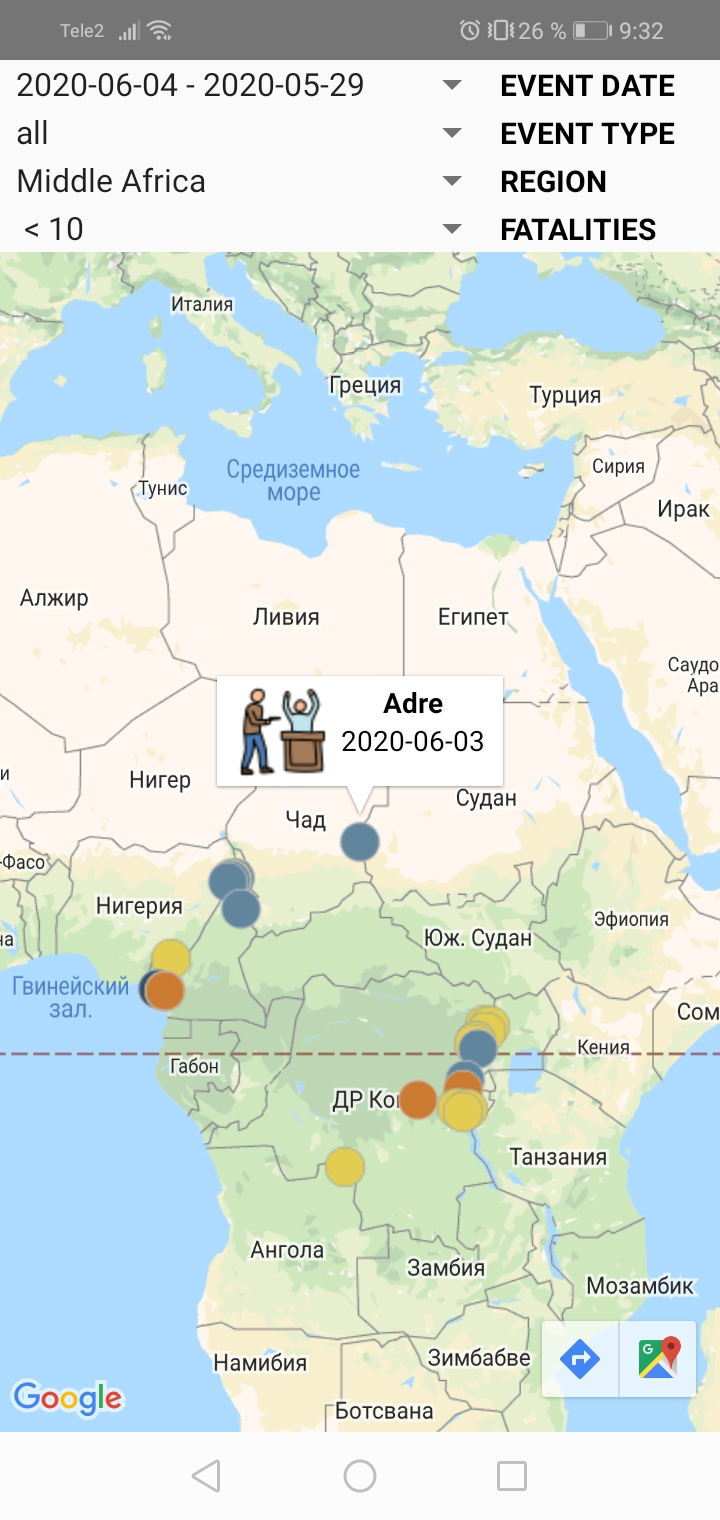 Tele2 26 % 9:32
2020-06-04 - 2020-05-29 EVENT DATE
all EVENT TYPE
Middle Africa REGION
< 10 FATALITIES
Италия
Греция
Турция
Средиземное
море
Сирия
Тунис
Ирак
Алжир
Ливия
Египет
Саудо
Ара
Adre
2020-06-03
и
Нигер
Судан
Чад
-Фасо
Нигерия
Эфиопия
на
Юж. Судан
Гвинейский
зал.
Сом
Кения
Габон
ДР Ко
Танзания
Ангола
Замбия
Мозамбик
Намибия
Зимбабве
G
Google
Ботсвана